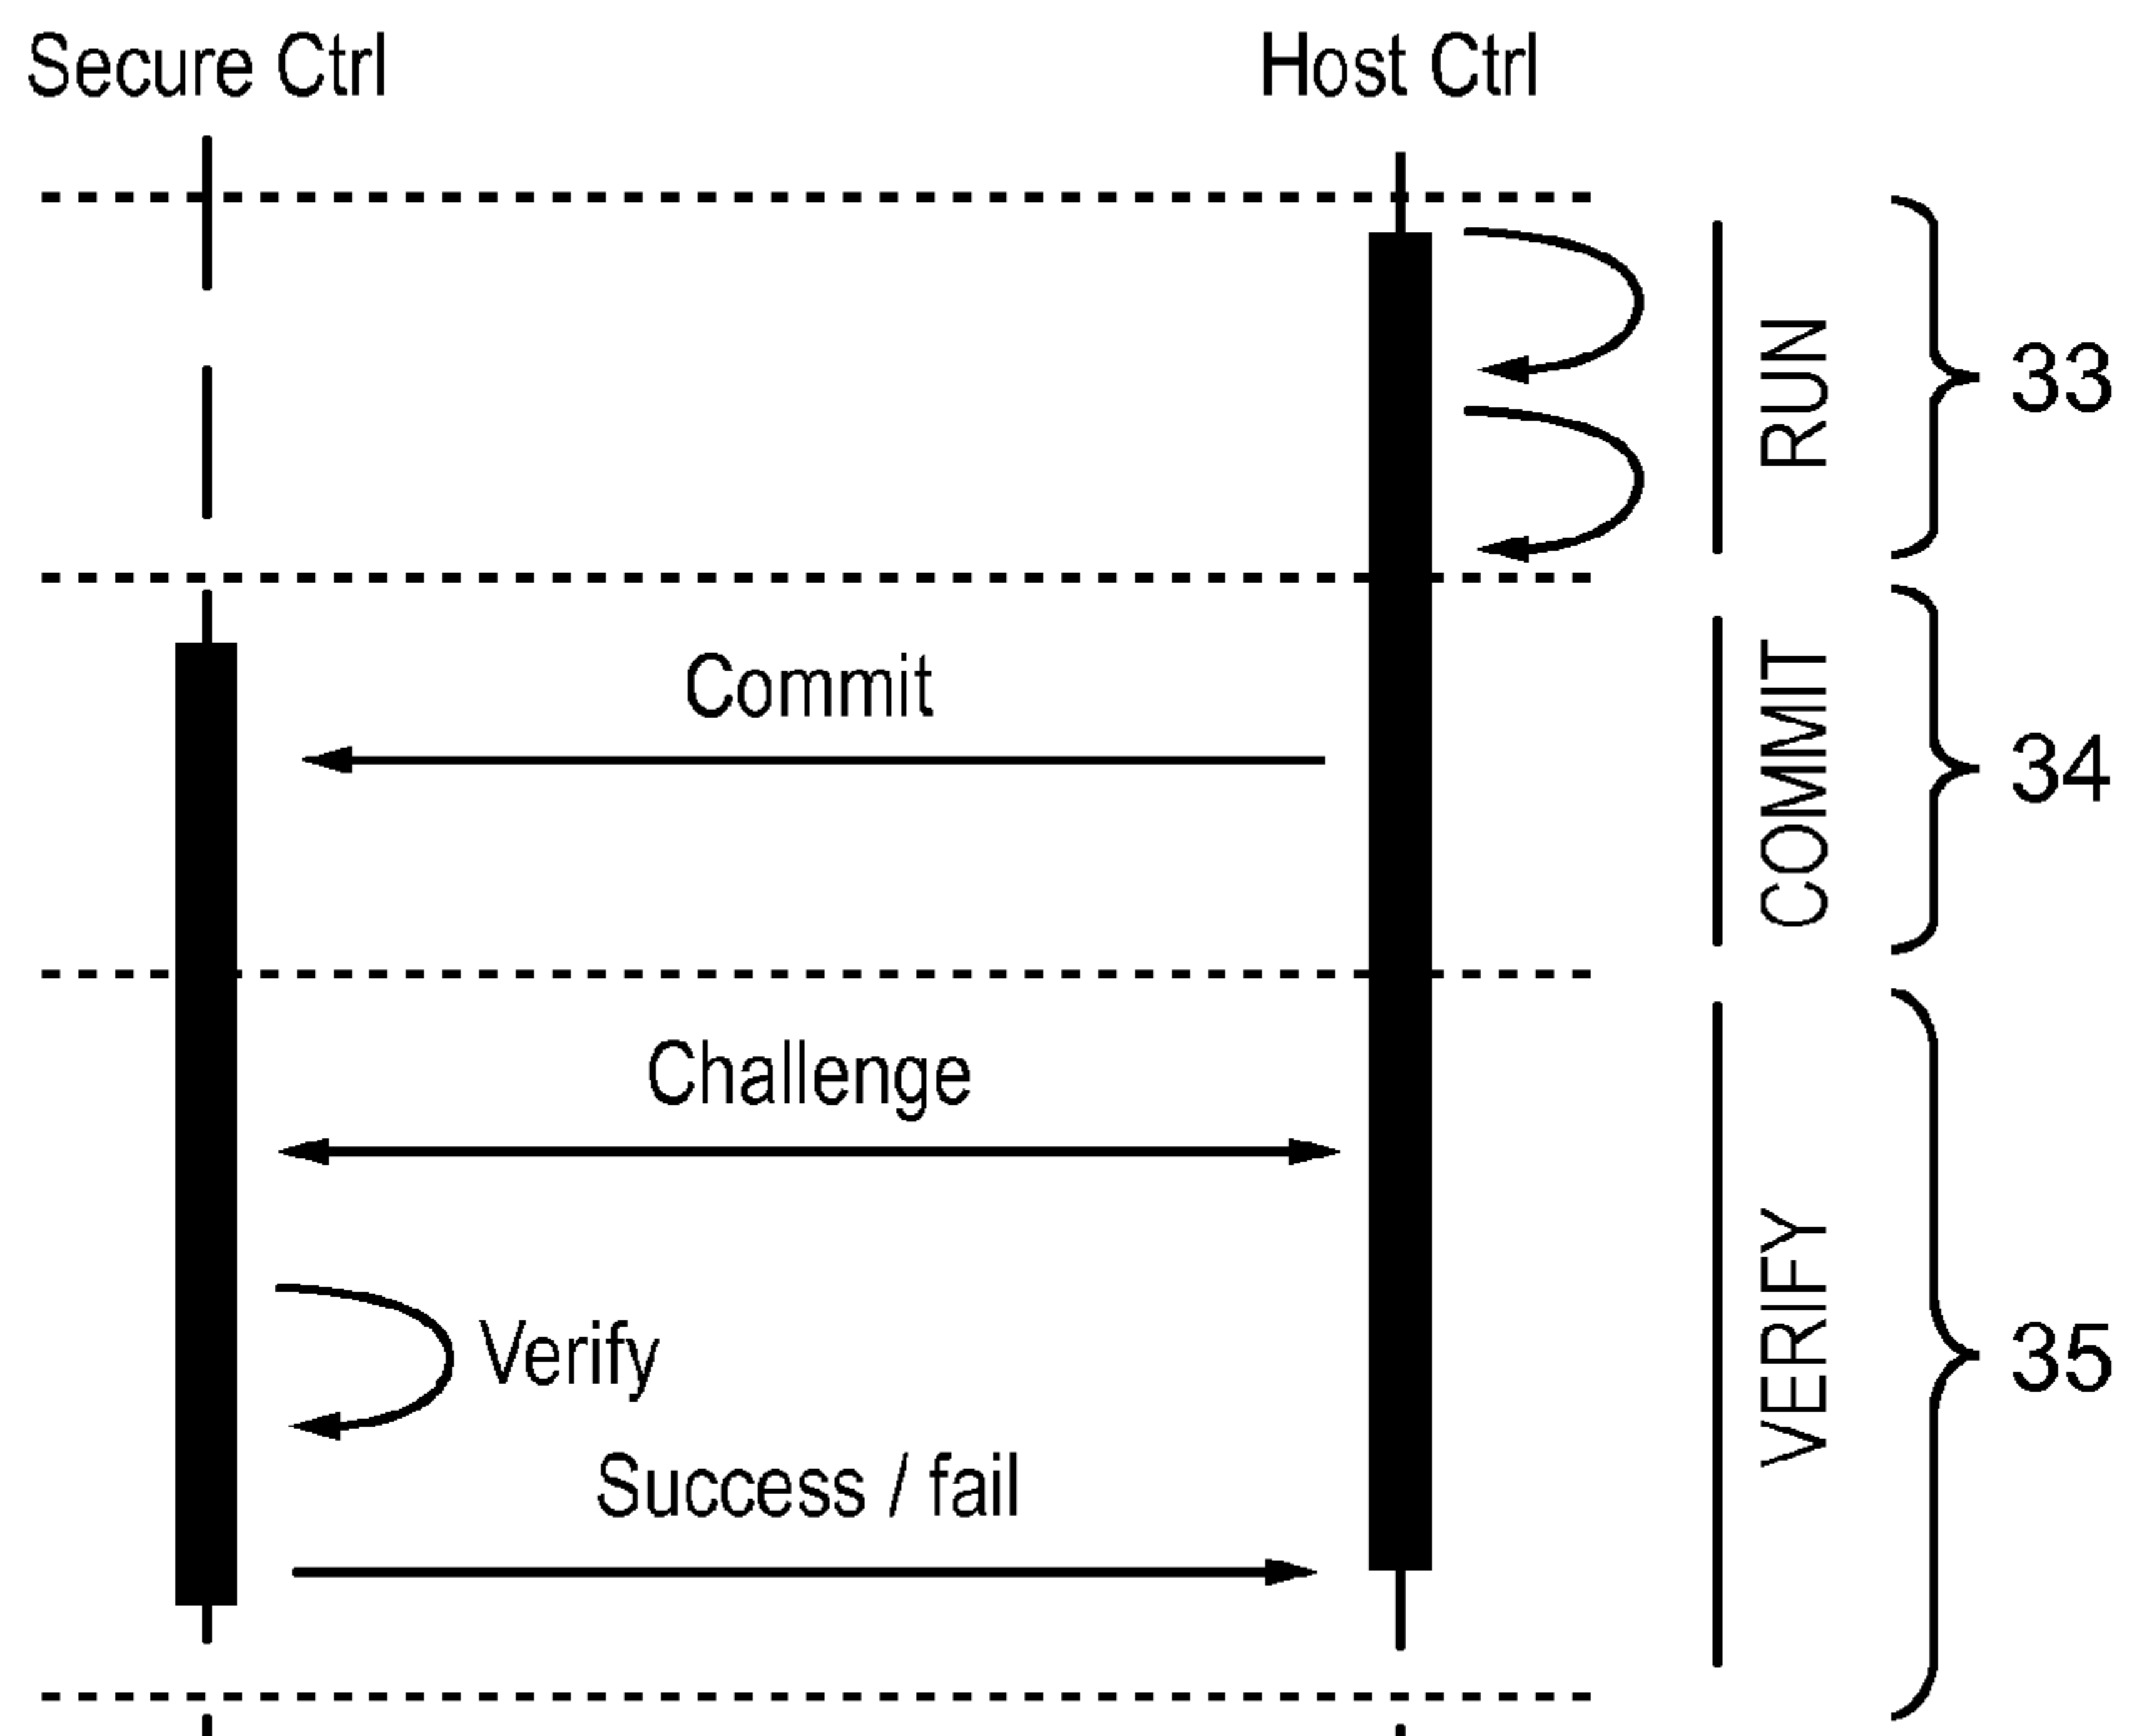 Secure Ctrl
Host Ctrl
RUN
33
Commit
COMMIT
34
Challenge
Verify
Success / fail
VERIFY
35